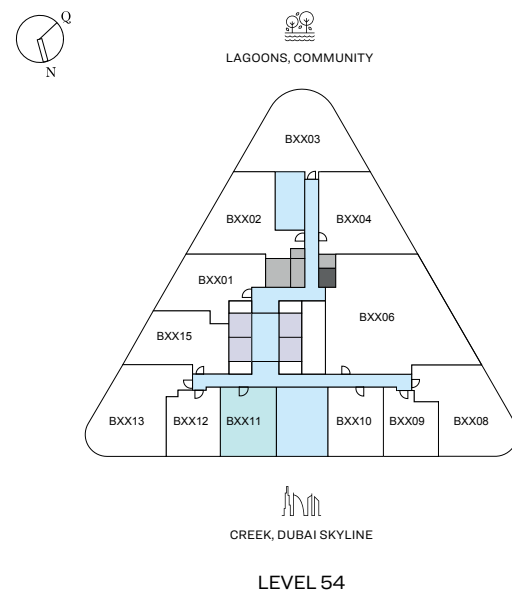 Q
N
LAGOONS, COMMUNITY
BXX03
BXX02 BXX04
BXX01
BXX06
BXX15
BXX13 BXX12 BXX11 BXX10 BXX09 BXX08
CREEK, DUBAI SKYLINE
LEVEL 54